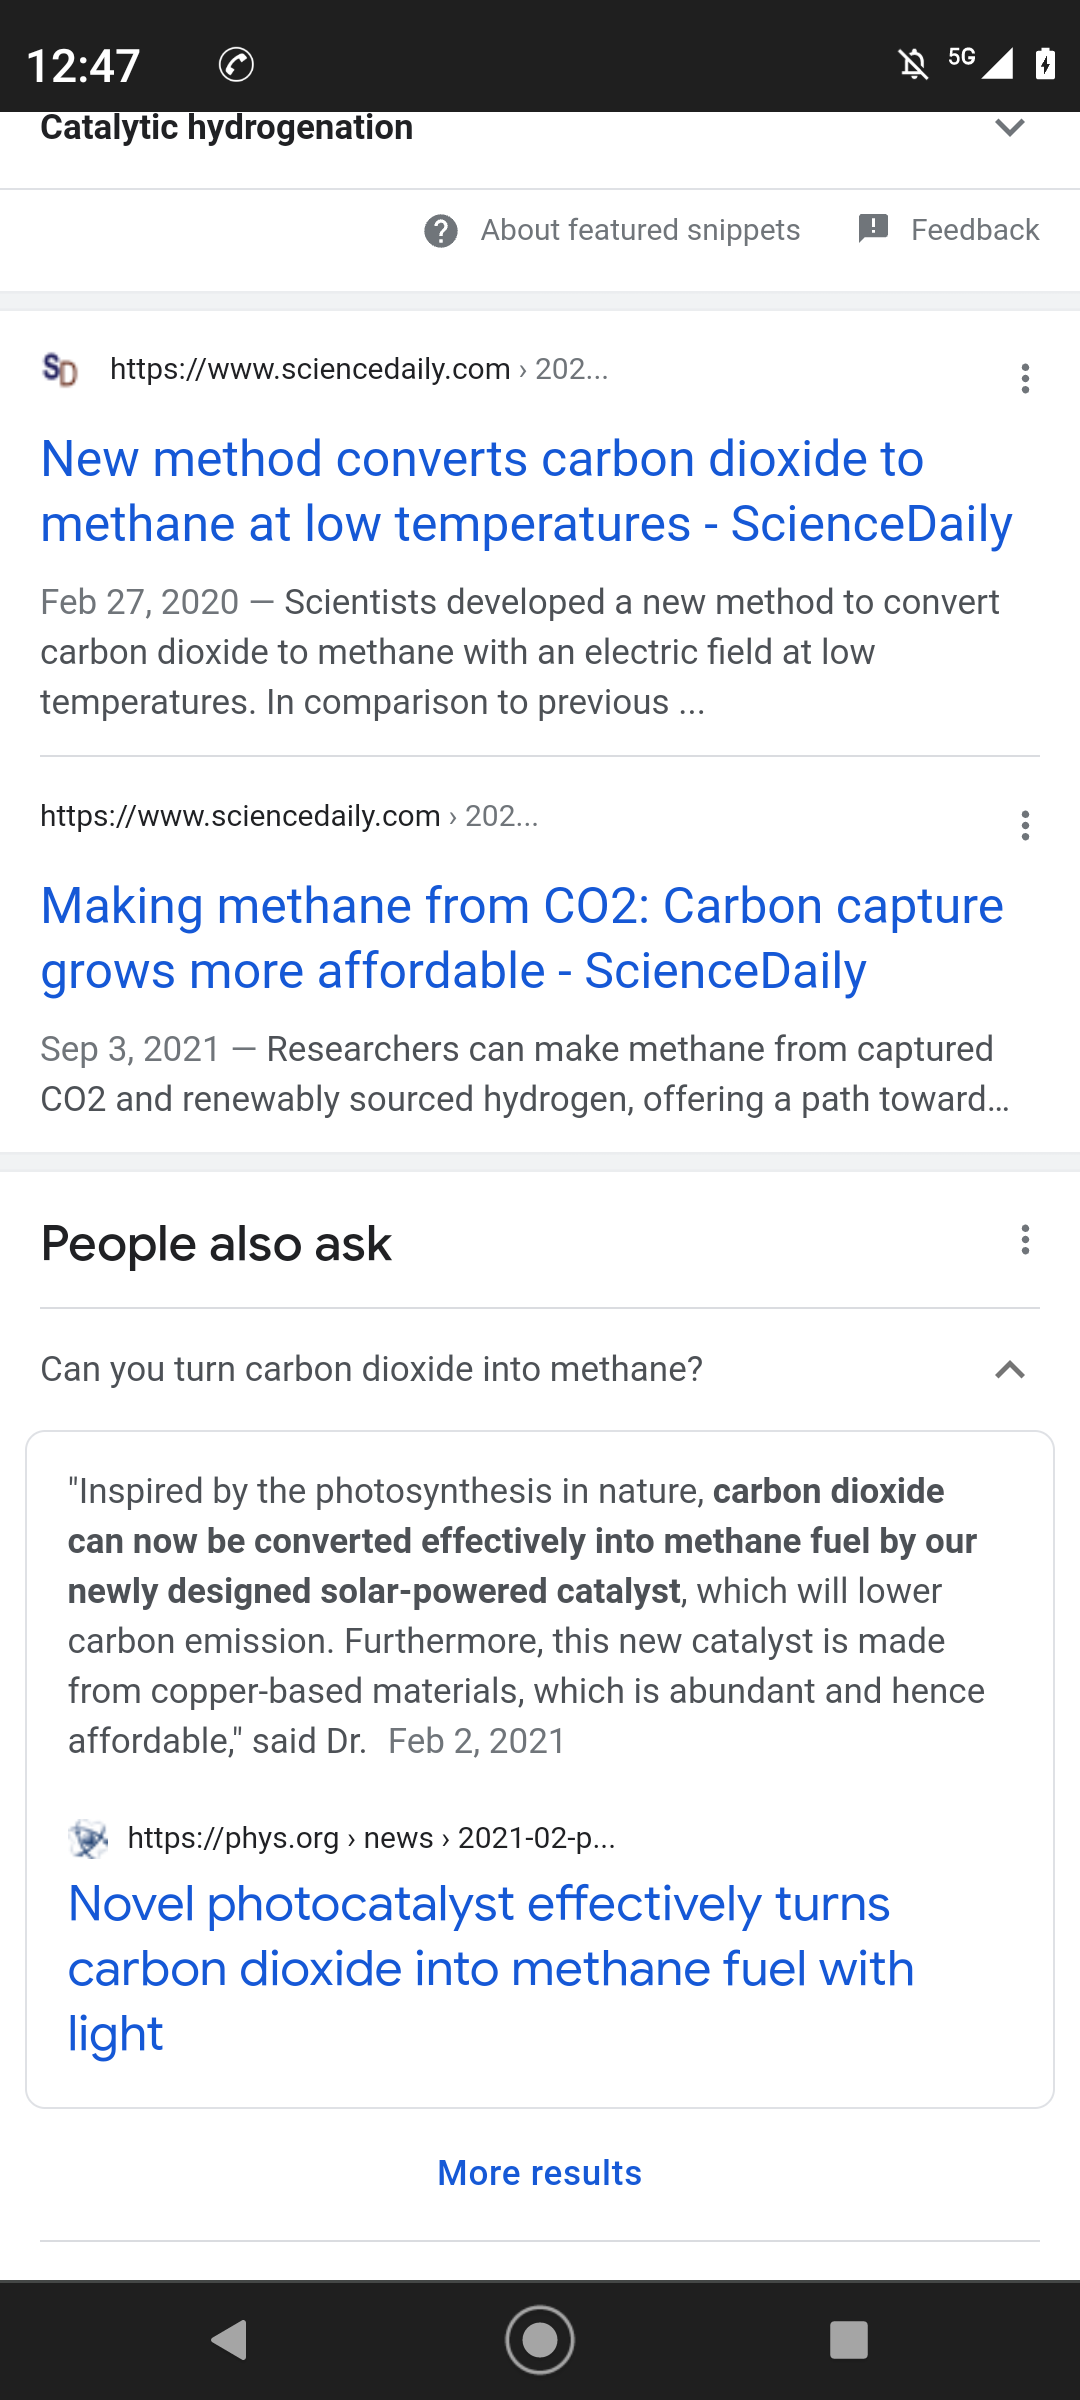 12:47
5G
Catalytic hydrogenation
About featured snippets
Feedback
https://www.sciencedaily.com › 202...
New method converts carbon dioxide to
methane at low temperatures - ScienceDaily
Feb 27, 2020 — Scientists developed a new method to convert
carbon dioxide to methane with an electric field at low
temperatures. In comparison to previous ...
https://www.sciencedaily.com › 202...
Making methane from CO2: Carbon capture
grows more affordable - ScienceDaily
Sep 3, 2021 — Researchers can make methane from captured
CO2 and renewably sourced hydrogen, offering a path toward...
People also ask
Can you turn carbon dioxide into methane?
"Inspired by the photosynthesis in nature, carbon dioxide
can now be converted effectively into methane fuel by our
newly designed solar-powered catalyst, which will lower
carbon emission. Furthermore, this new catalyst is made
from copper-based materials, which is abundant and hence
affordable," said Dr. Feb 2, 2021
https://phys.org › news › 2021-02-p...
Novel photocatalyst effectively turns
carbon dioxide into methane fuel with
light
More results